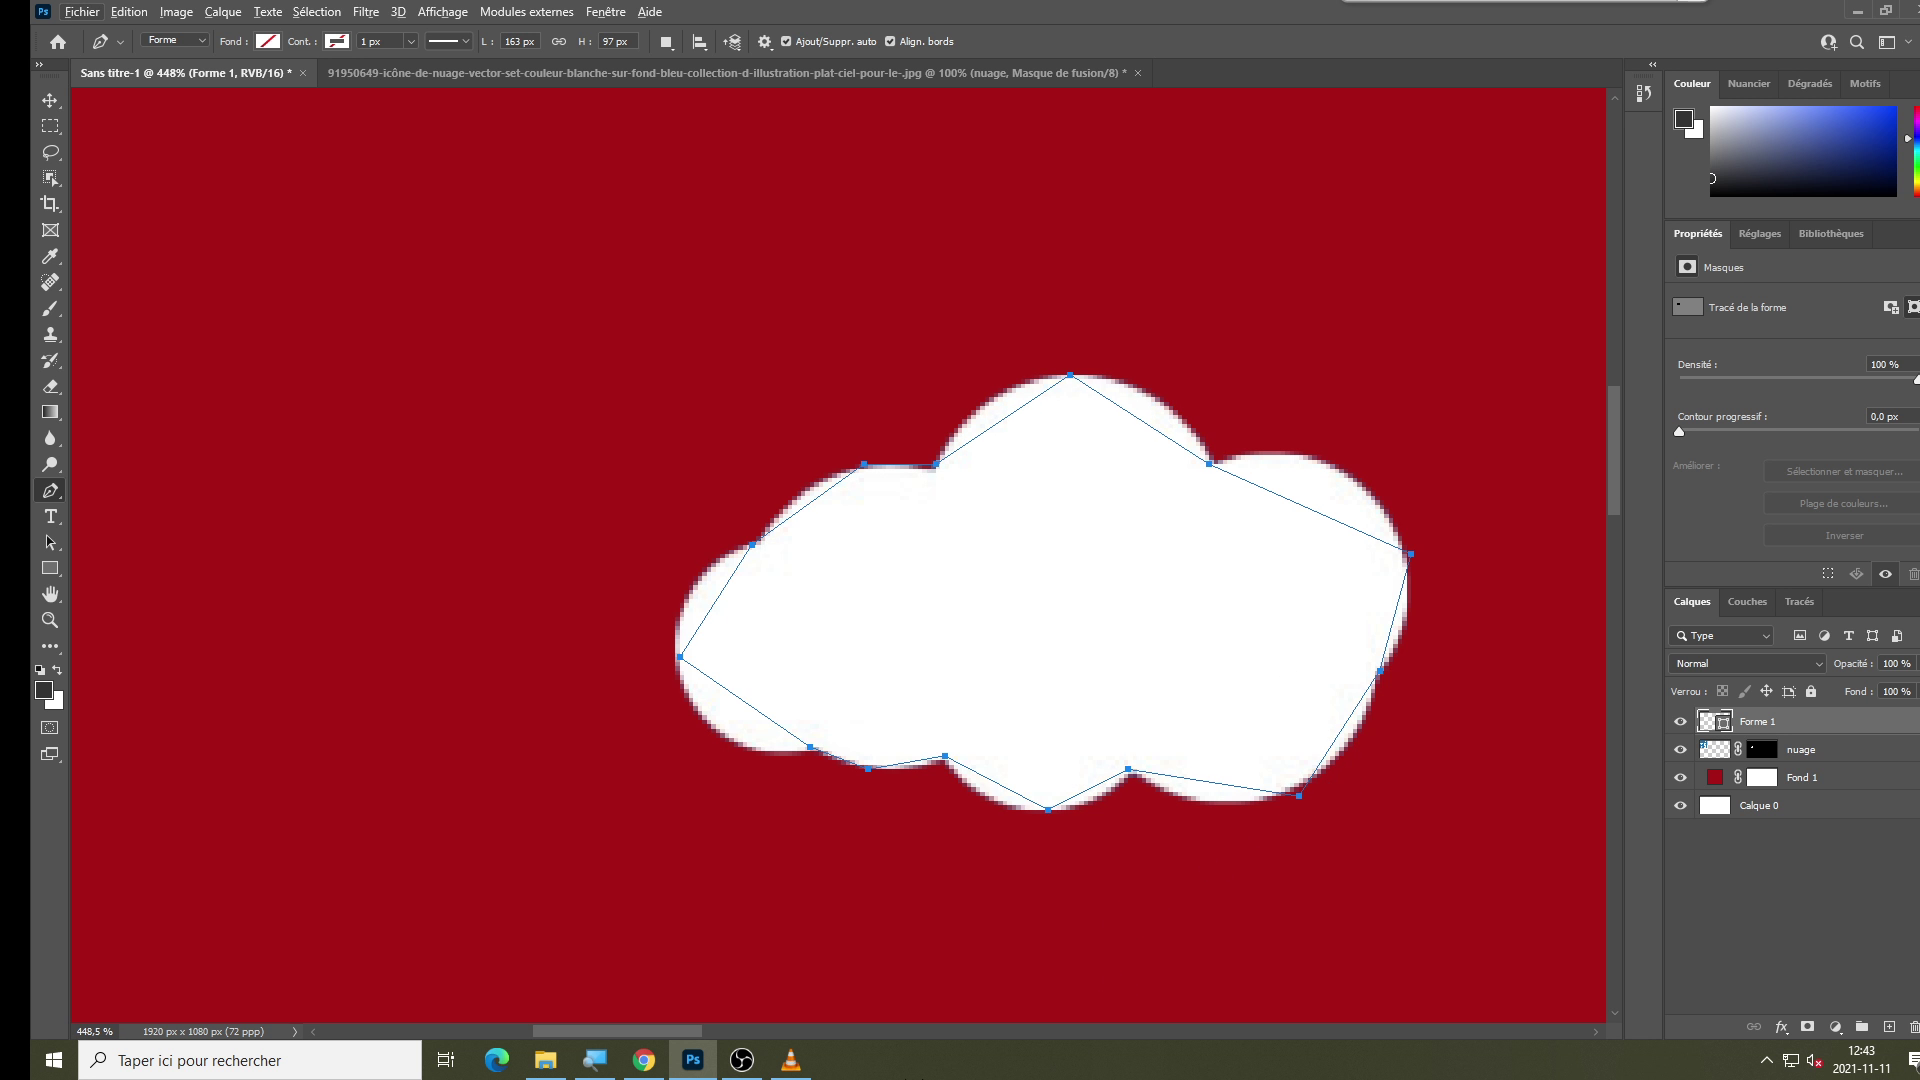 Ps Fichier Edition Image Calque Texte Sélection Filtre 3D Affichage Modules externes Fenêtre Aide
Forme Fond : Cont. : 1 px L : 163 px H : 97 px Ajout/Suppr. auto Align. bords
Sans titre-1 @ 448% (Forme 1, RVB/16) * 91950649-icône-de-nuage-vector-set-couleur-blanche-sur-fond-bleu-collection-d-illustration-plat-ciel-pour-le-.jpg @ 100% (nuage, Masque de fusion/8) *
Couleur Nuancier Dégradés Motifs
Propriétés Réglages Bibliothèques
Masques
Tracé de la forme
Densité : 100 %
Contour progressif : 0,0 px
Améliorer : Sélectionner et masquer...
Plage de couleurs...
Inverser
Calques Couches Tracés
Type
Normal Opacité : 100 %
Verrou : Fond : 100 %
Forme 1
nuage
Fond 1
Calque 0
448,5 % 1920 px x 1080 px (72 ppp)
Taper ici pour rechercher
Ps
12:43
2021-11-11